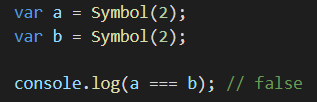 var a = Symbol(2);
var b = Symbol(2);
console.log(a === b); // false